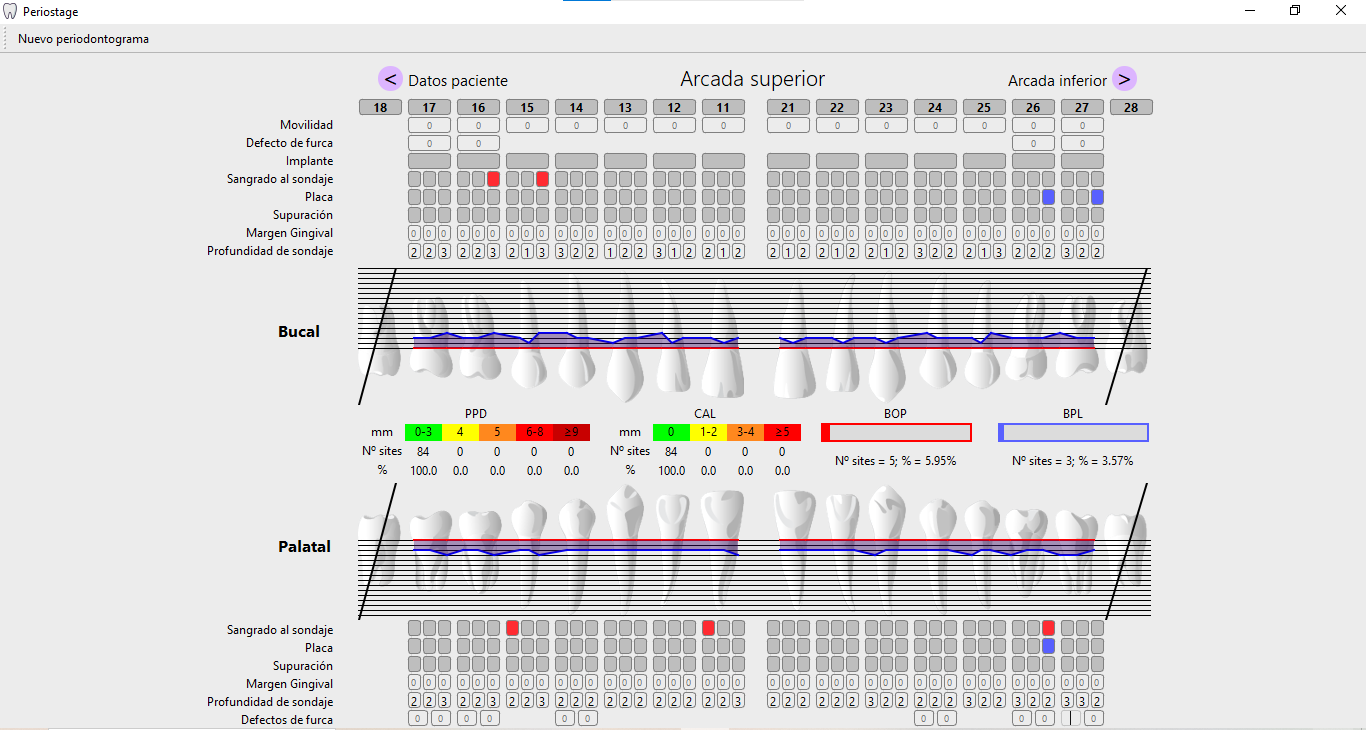 Periostage
Nuevo periodontograma
< Datos paciente Arcada superior Arcada inferior >
18 17 16 15 14 13 12 11 21 22 23 24 25 26 27 28
Movilidad 0 0 0 0 0 0 0 0 0 0 0 0 0 0
Defecto de furca 0 0 0 0
Implante
Sangrado al sondaje
Placa
Supuración
Margen Gingival 0 0 0 0 0 0 0 0 0 0 0 0 0 0 0 0 0 0 0 0 0 0 0 0 0 0 0 0 0 0 0 0 0 0 0 0 0 0 0 0 0 0
Profundidad de sondaje 2 2 3 2 2 3 2 1 3 3 2 2 1 2 2 3 1 2 2 1 2 2 1 2 2 1 2 2 1 2 3 2 2 2 1 3 2 2 2 3 2 2
Bucal
PPD CAL BOP BPL
mm 0-3 4 5 6-8 ≥9 mm 0 1-2 3-4 ≥5
Nº sites 84 0 0 0 0 Nº sites 84 0 0 0 Nº sites = 5; % = 5.95% Nº sites = 3; % = 3.57%
% 100.0 0.0 0.0 0.0 0.0 % 100.0 0.0 0.0 0.0
Palatal
Sangrado al sondaje
Placa
Supuración
Margen Gingival 0 0 0 0 0 0 0 0 0 0 0 0 0 0 0 0 0 0 0 0 0 0 0 0 0 0 0 0 0 0 0 0 0 0 0 0 0 0 0 0 0 0
Profundidad de sondaje 2 2 3 2 2 3 2 2 3 2 2 2 2 2 2 2 2 2 2 2 3 2 2 2 2 2 2 3 2 2 2 2 3 2 2 3 2 2 3 3 2
Defectos de furca 0 0 0 0 0 0 0 0 0 0 0